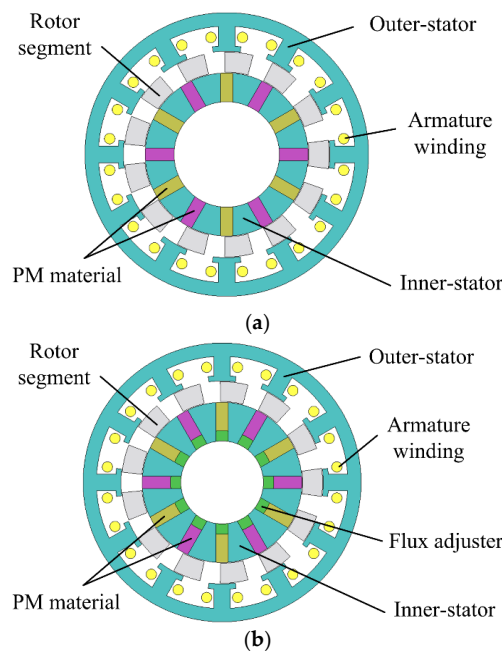 Rotor
segment
Outer-stator
Armature
winding
PM material
Inner-stator
(a)
Rotor
segment
Outer-stator
Armature
winding
Flux adjuster
PM material
Inner-stator
(b)